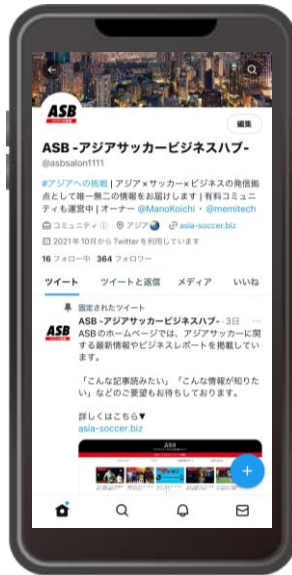 ASB
編集
ASB -アジアサッカービジネスハブ-
@asbsalon1111
#アジアへの挑戦 | アジア×サッカー×ビジネスの発信拠
点として唯一無二の情報をお届けします | 有料コミュニ
ティも運営中 | オーナー @ManoKoichi・@memitech
コミュニティ アジア asia-soccer.biz
2021年10月からTwitterを利用しています
16 フォロー中 364 フォロワー
ツイート ツイートと返信 メディア いいね
固定されたツイート
ASB -アジアサッカービジネスハブ- · 3日 ···
ASB
ASBのホームページでは、アジアサッカーに関
する最新情報やビジネスレポートを掲載してい
ます。
「こんな記事読みたい」「こんな情報が知りた
い」などのご要望もお待ちしております。
詳しくはこちら▼
asia-soccer.biz
ASB